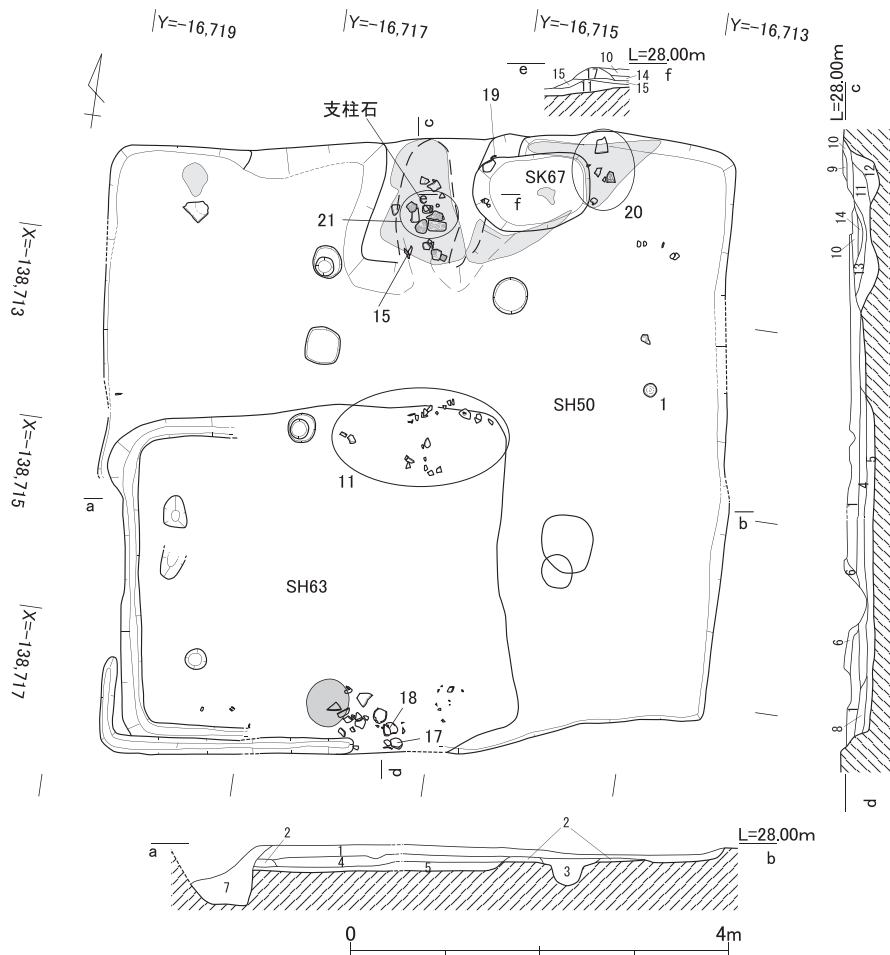 Y=-16,719
Y=-16,717
Y=-16,715
Y=-16,713
e
L=28.00m
10
15
17
14
f
11
15
L=28.00m
c
支柱石
c
19
10
9
12
11
SK67
e
f
21
20
14
10
X=-138,713
13
15
SH50
1
X=-138,715
11
5
4
a
b
1
SH63
6
X=-138,717
6
18
17
8
d
d
2
2
L=28.00m
a
1
b
4
5
3
7
0
4m